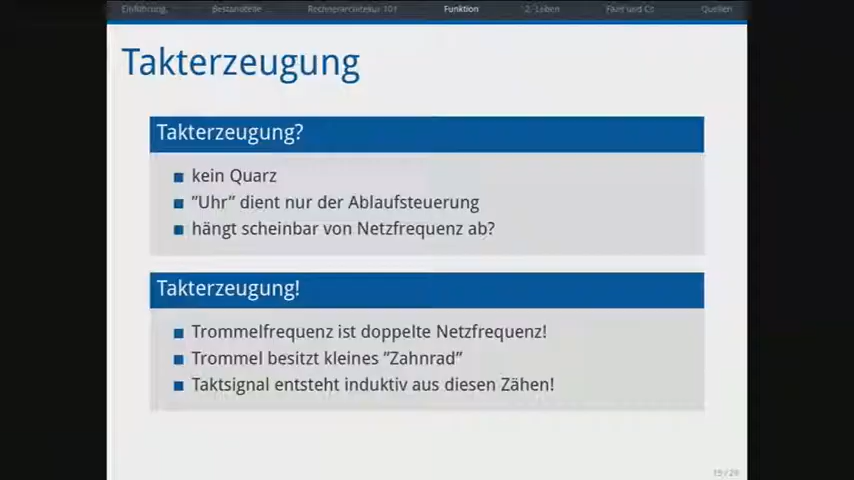 Einführung Bestandteile Rechnerarchitektur 101 Funktion 2. Leben Fazit und Co Quellen
Takterzeugung
Takterzeugung?
kein Quarz
"Uhr" dient nur der Ablaufsteuerung
hängt scheinbar von Netzfrequenz ab?
Takterzeugung!
Trommelfrequenz ist doppelte Netzfrequenz!
Trommel besitzt kleines "Zahnrad"
Taktsignal entsteht induktiv aus diesen Zähen!